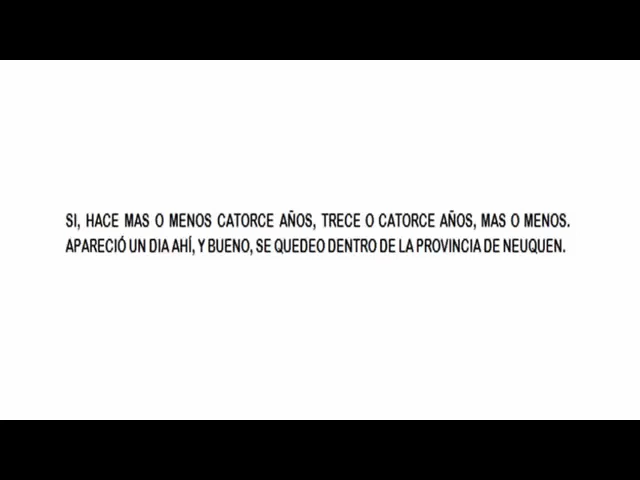 SI, HACE MAS O MENOS CATORCE AÑOS, TRECE O CATORCE AÑOS, MAS O MENOS.
APARECIÓ UN DIA AHÍ, Y BUENO, SE QUEDEO DENTRO DE LA PROVINCIA DE NEUQUEN.